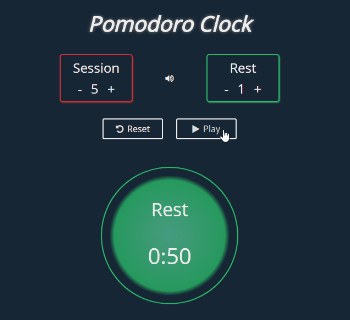 Pomodoro Clock
Session
- 5 +
Rest
- 1 +
Reset
Play
Rest
0:50